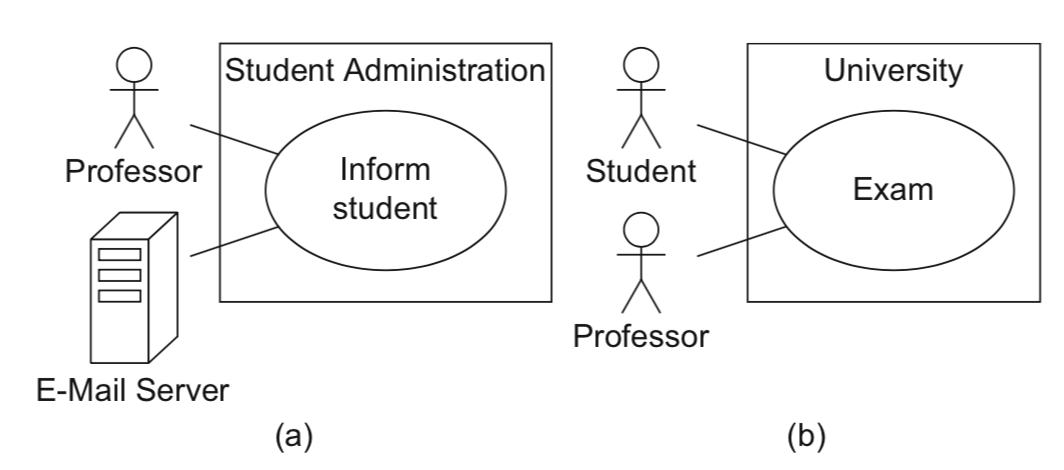 Student Administration
Professor
Inform
student
E-Mail Server
(a)
University
Student
Exam
Professor
(b)